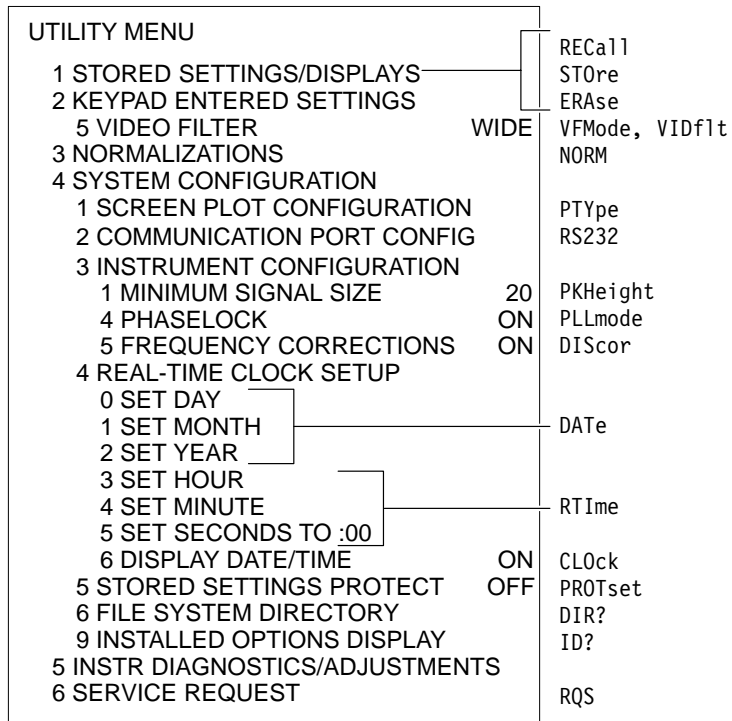 UTILITY MENU
RECall
1 STORED SETTINGS/DISPLAYS STOre
2 KEYPAD ENTERED SETTINGS ERAse
5 VIDEO FILTER WIDE VFMode, VIDflt
3 NORMALIZATIONS NORM
4 SYSTEM CONFIGURATION
1 SCREEN PLOT CONFIGURATION PTYpe
2 COMMUNICATION PORT CONFIG RS232
3 INSTRUMENT CONFIGURATION
1 MINIMUM SIGNAL SIZE 20 PKHeight
4 PHASELOCK ON PLLmode
5 FREQUENCY CORRECTIONS ON DIScor
4 REAL-TIME CLOCK SETUP
0 SET DAY
1 SET MONTH DATe
2 SET YEAR
3 SET HOUR
4 SET MINUTE RTIme
5 SET SECONDS TO :00
6 DISPLAY DATE/TIME ON CLOck
5 STORED SETTINGS PROTECT OFF PROTset
6 FILE SYSTEM DIRECTORY DIR?
9 INSTALLED OPTIONS DISPLAY ID?
5 INSTR DIAGNOSTICS/ADJUSTMENTS
6 SERVICE REQUEST RQS